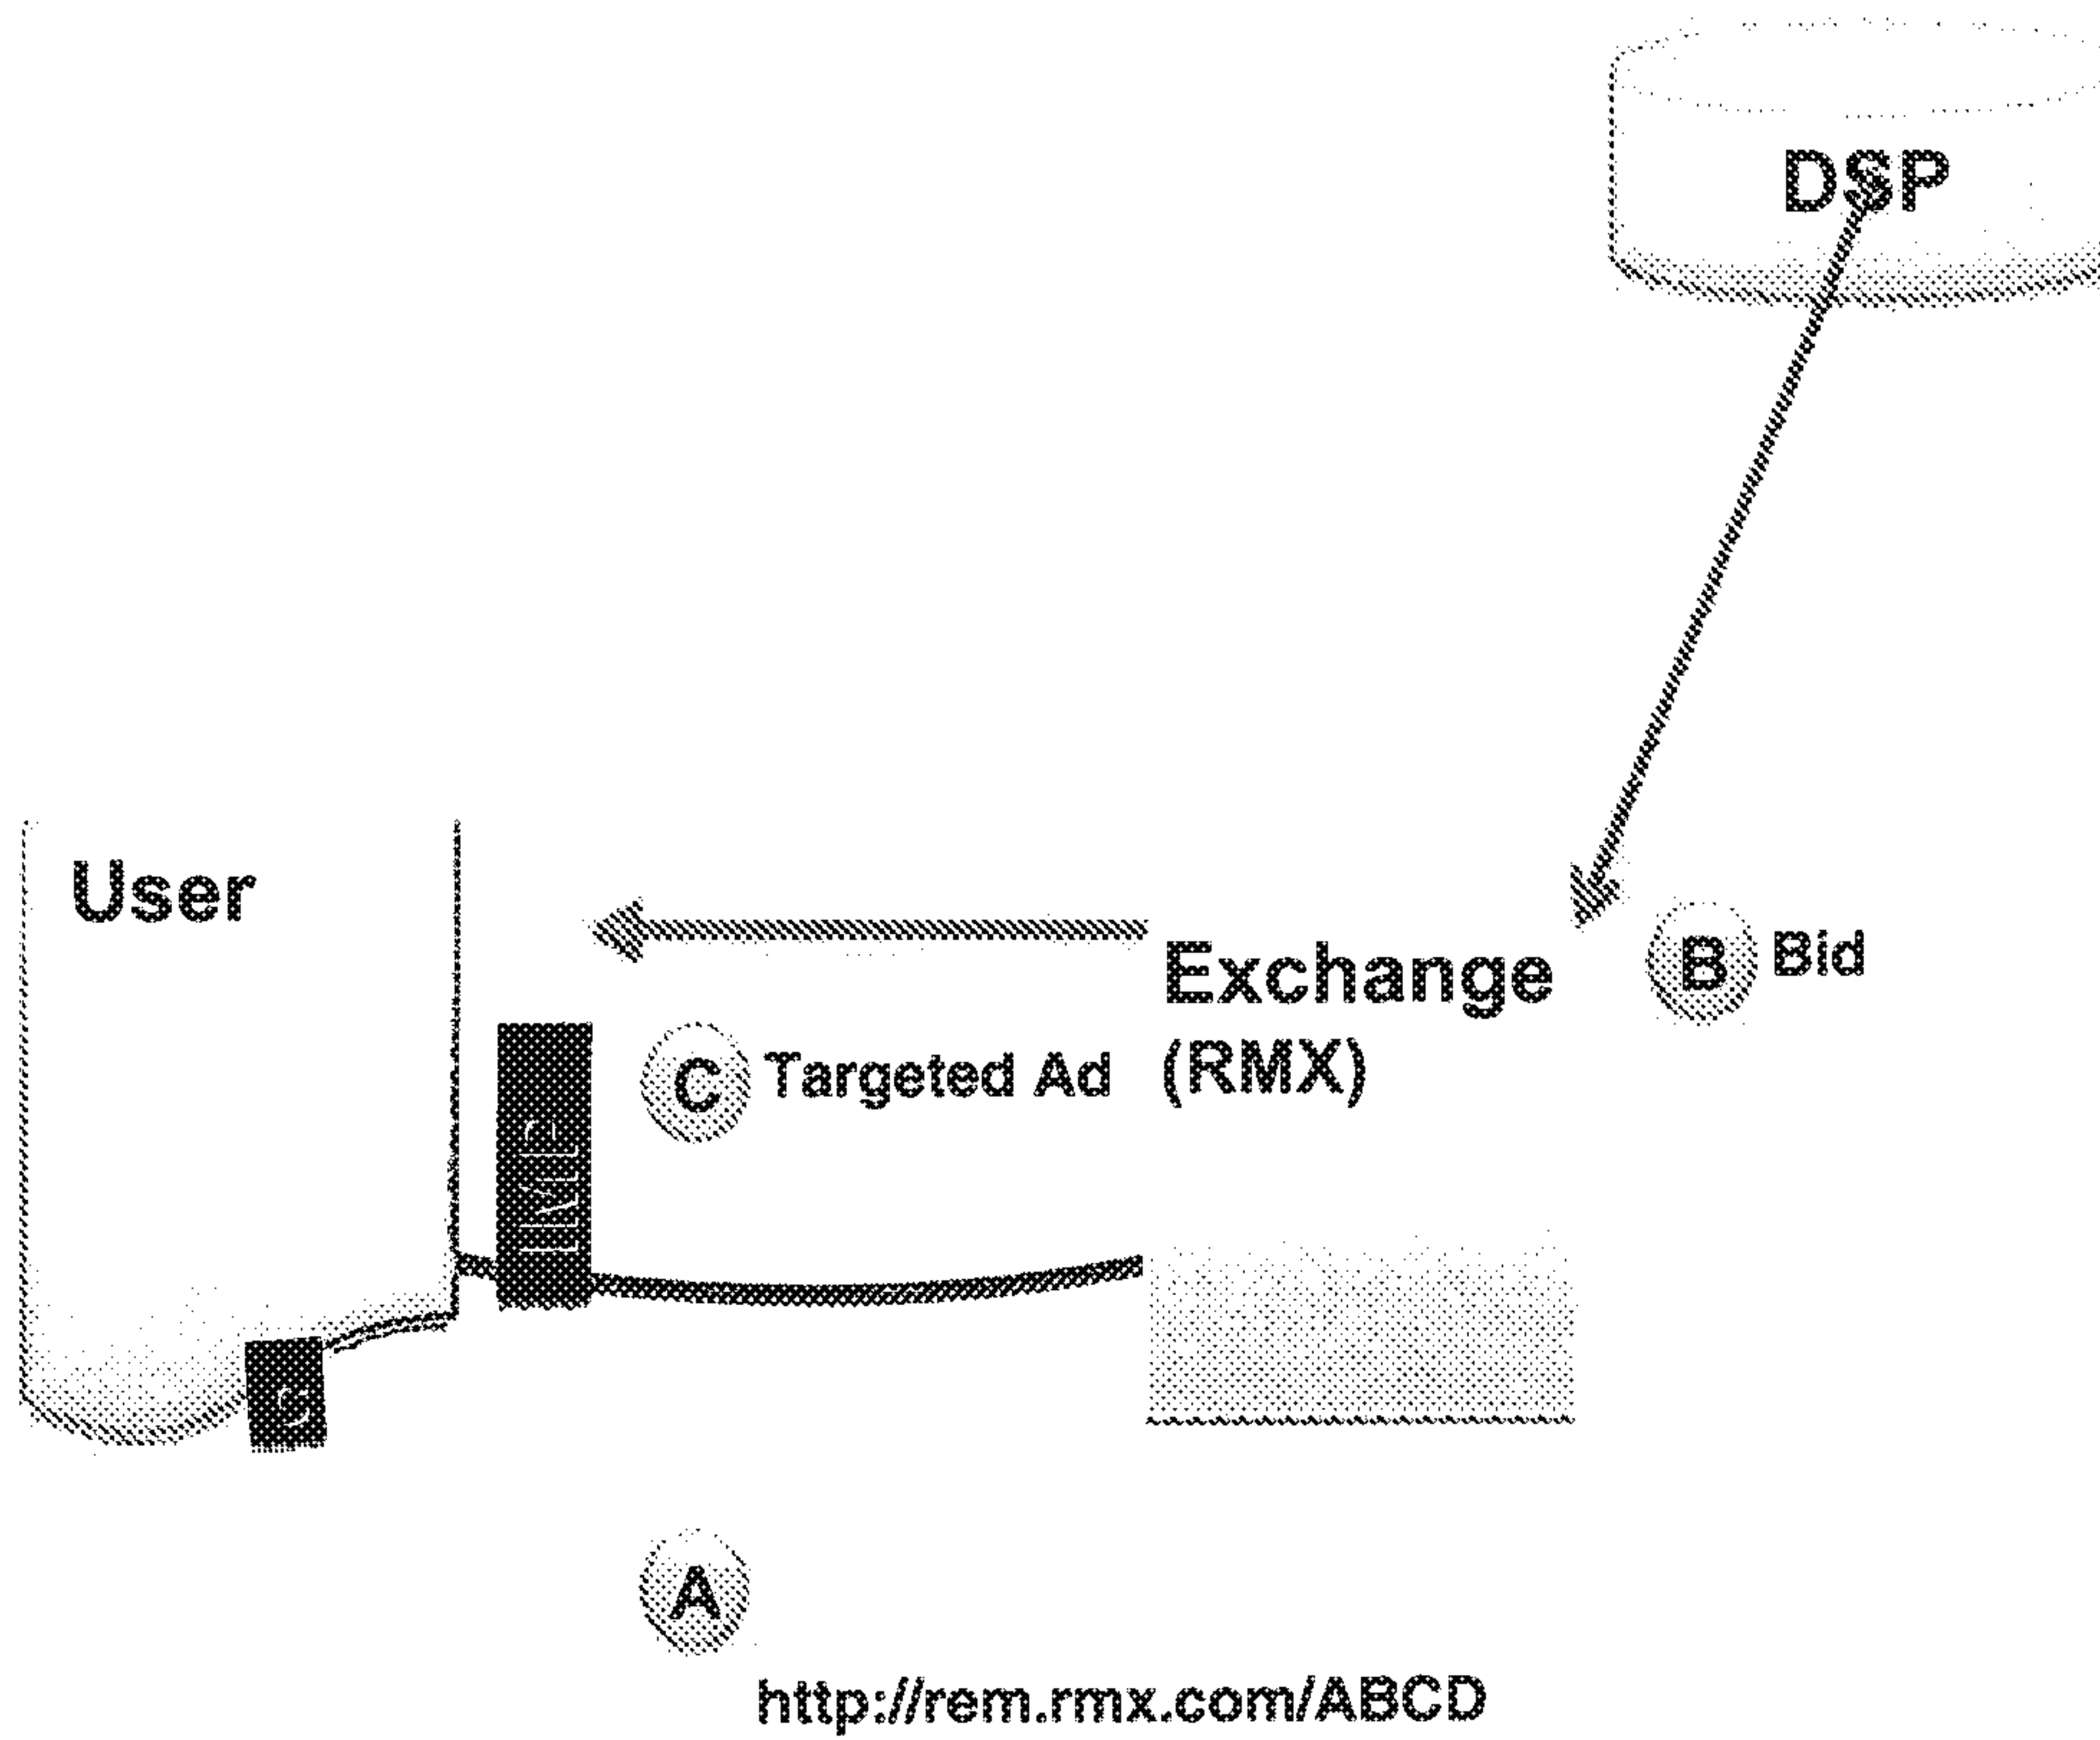 DSP
User
Exchange
(RMX)
B Bid
C Targeted Ad
A
http://rem.rmx.com/ABCD